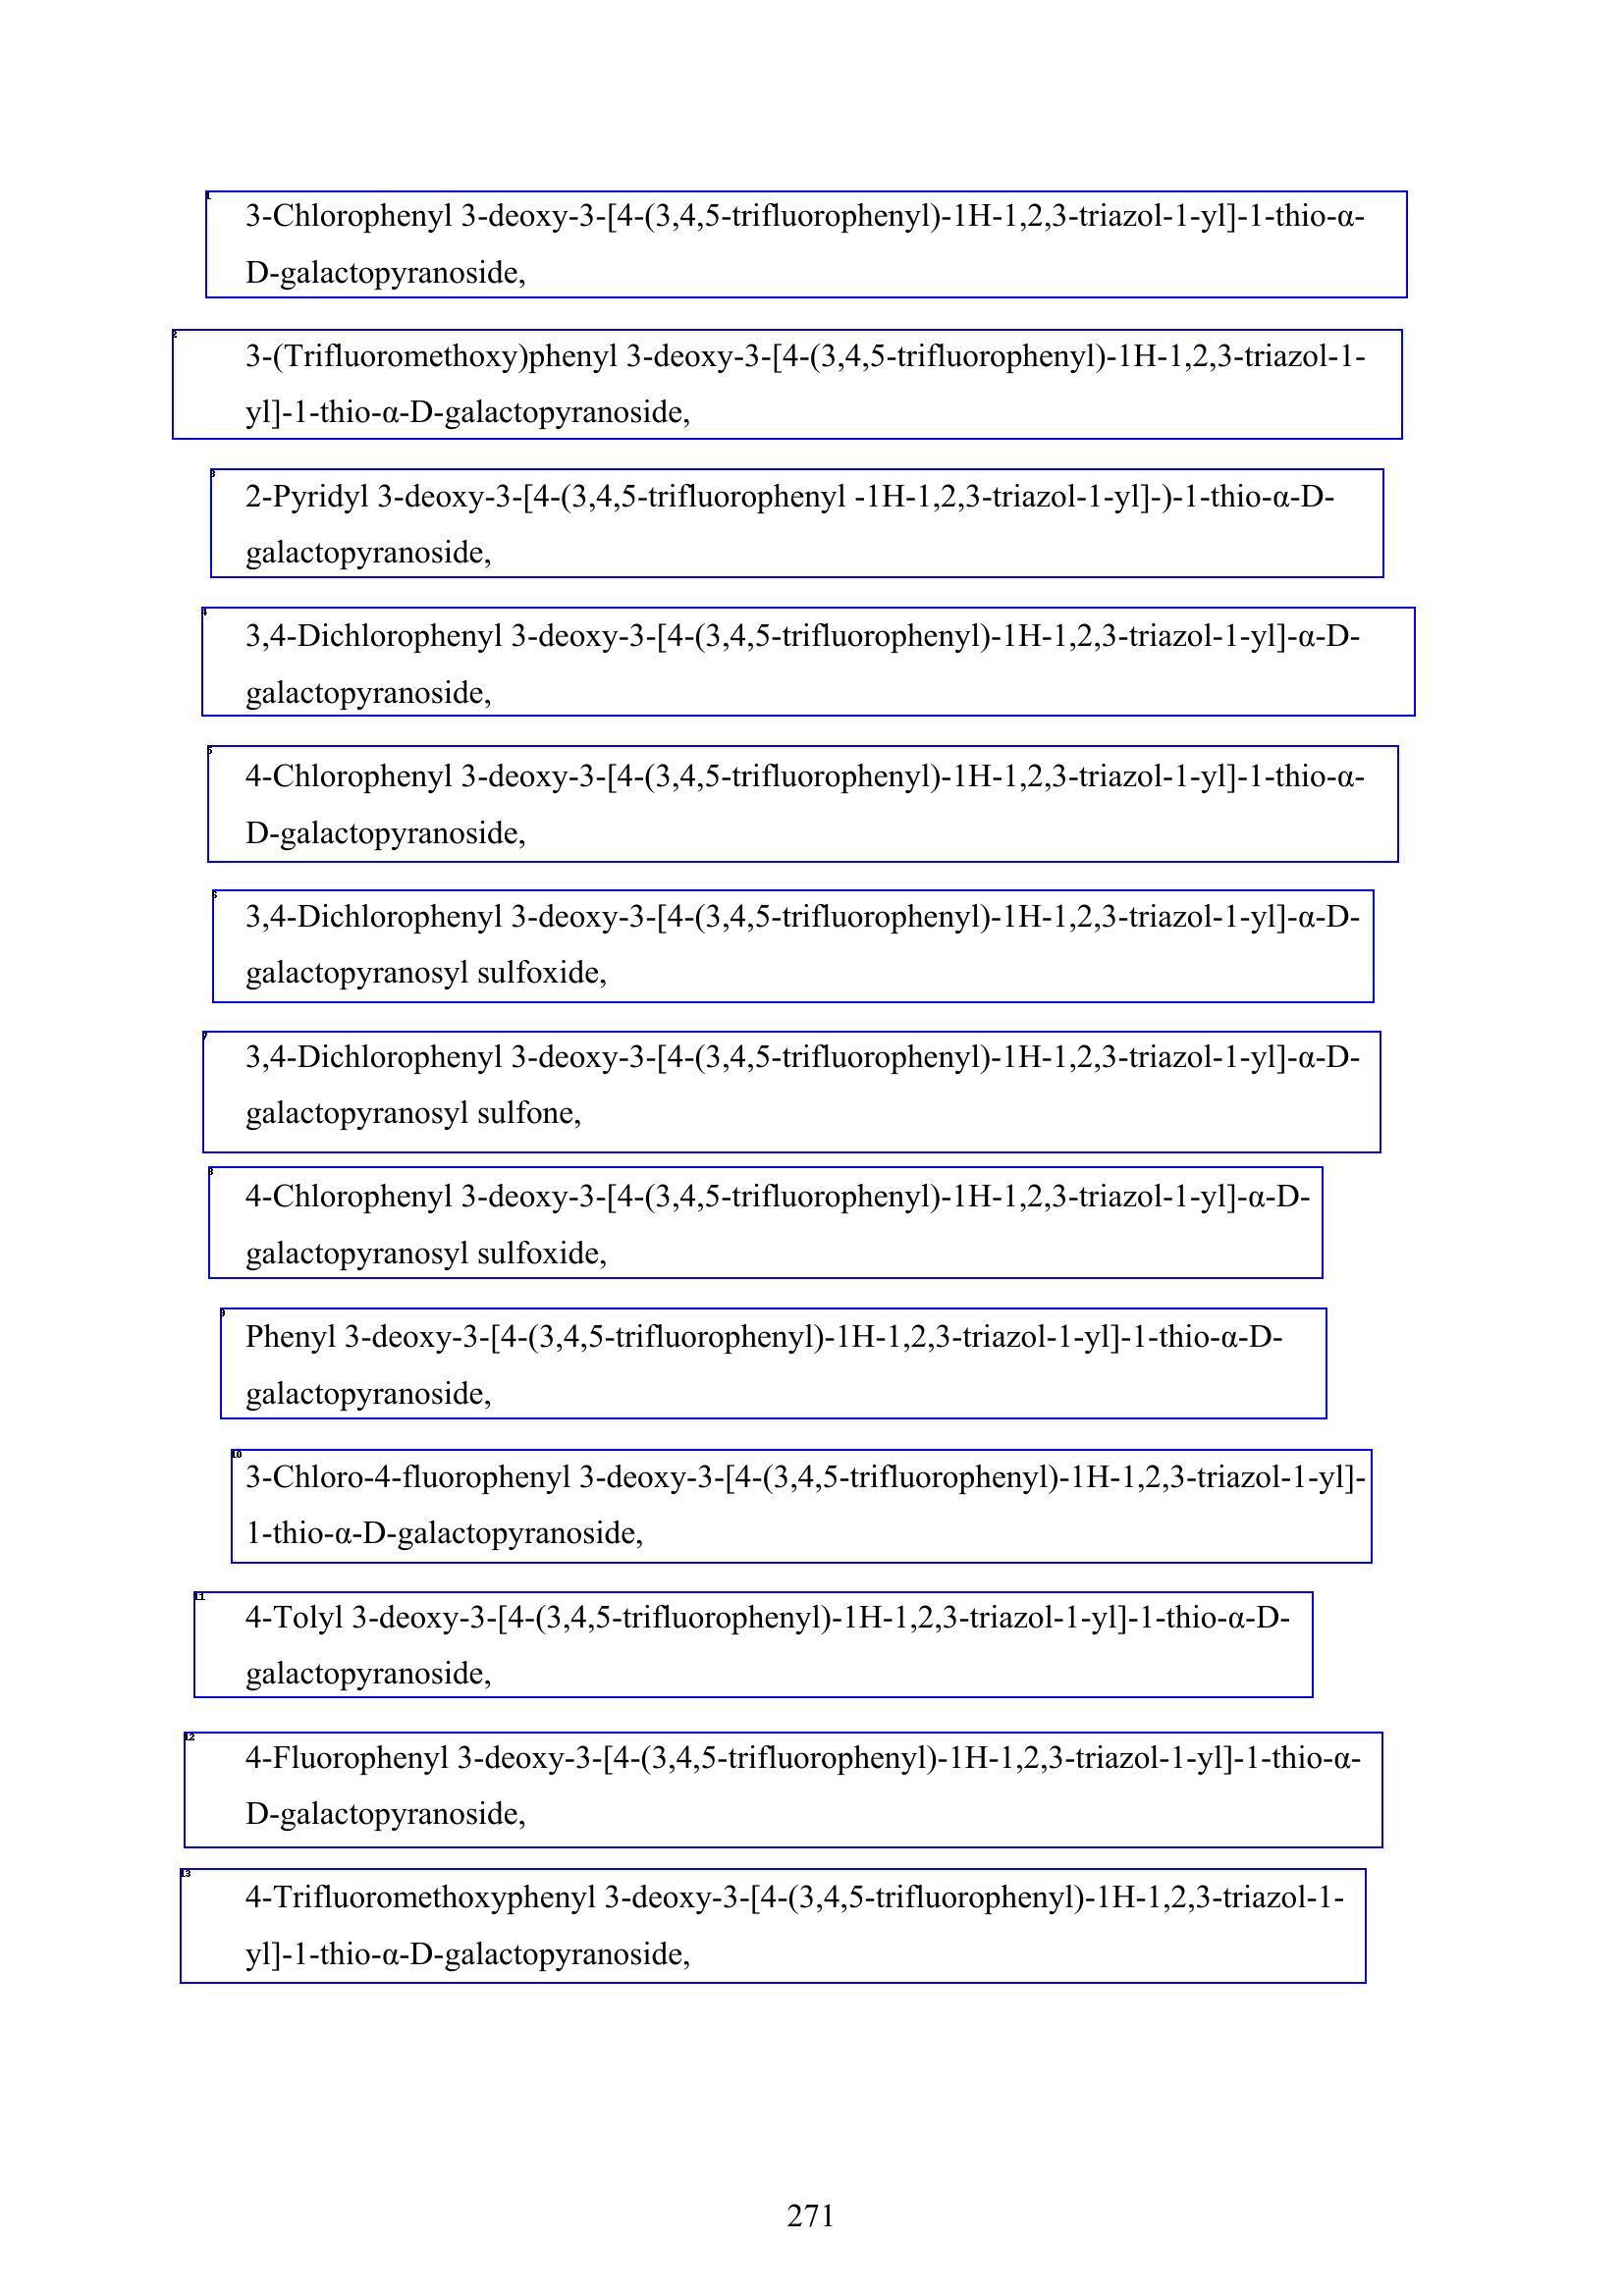 1
3-Chlorophenyl 3-deoxy-3-[4-(3,4,5-trifluorophenyl)-1H-1,2,3-triazol-1-yl]-1-thio-α-
D-galactopyranoside,
2
3-(Trifluoromethoxy)phenyl 3-deoxy-3-[4-(3,4,5-trifluorophenyl)-1H-1,2,3-triazol-1-
yl]-1-thio-α-D-galactopyranoside,
3
2-Pyridyl 3-deoxy-3-[4-(3,4,5-trifluorophenyl -1H-1,2,3-triazol-1-yl]-)-1-thio-α-D-
galactopyranoside,
4
3,4-Dichlorophenyl 3-deoxy-3-[4-(3,4,5-trifluorophenyl)-1H-1,2,3-triazol-1-yl]-α-D-
galactopyranoside,
5
4-Chlorophenyl 3-deoxy-3-[4-(3,4,5-trifluorophenyl)-1H-1,2,3-triazol-1-yl]-1-thio-α-
D-galactopyranoside,
6
3,4-Dichlorophenyl 3-deoxy-3-[4-(3,4,5-trifluorophenyl)-1H-1,2,3-triazol-1-yl]-α-D-
galactopyranosyl sulfoxide,
7
3,4-Dichlorophenyl 3-deoxy-3-[4-(3,4,5-trifluorophenyl)-1H-1,2,3-triazol-1-yl]-α-D-
galactopyranosyl sulfone,
8
4-Chlorophenyl 3-deoxy-3-[4-(3,4,5-trifluorophenyl)-1H-1,2,3-triazol-1-yl]-α-D-
galactopyranosyl sulfoxide,
9
Phenyl 3-deoxy-3-[4-(3,4,5-trifluorophenyl)-1H-1,2,3-triazol-1-yl]-1-thio-α-D-
galactopyranoside,
10
3-Chloro-4-fluorophenyl 3-deoxy-3-[4-(3,4,5-trifluorophenyl)-1H-1,2,3-triazol-1-yl]-
1-thio-α-D-galactopyranoside,
11
4-Tolyl 3-deoxy-3-[4-(3,4,5-trifluorophenyl)-1H-1,2,3-triazol-1-yl]-1-thio-α-D-
galactopyranoside,
12
4-Fluorophenyl 3-deoxy-3-[4-(3,4,5-trifluorophenyl)-1H-1,2,3-triazol-1-yl]-1-thio-α-
D-galactopyranoside,
13
4-Trifluoromethoxyphenyl 3-deoxy-3-[4-(3,4,5-trifluorophenyl)-1H-1,2,3-triazol-1-
yl]-1-thio-α-D-galactopyranoside,
271